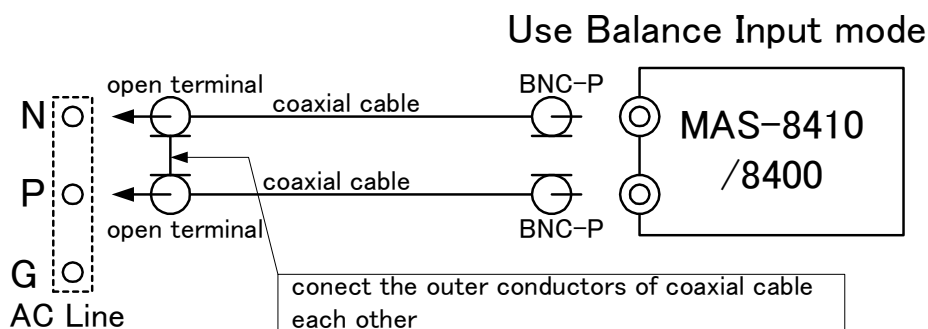 Use Balance Input mode
open terminal
BNC-P
N
coaxial cable
MAS-8410
/8400
P
coaxial cable
open terminal
BNC-P
G
conect the outer conductors of coaxial cable
each other
AC Line